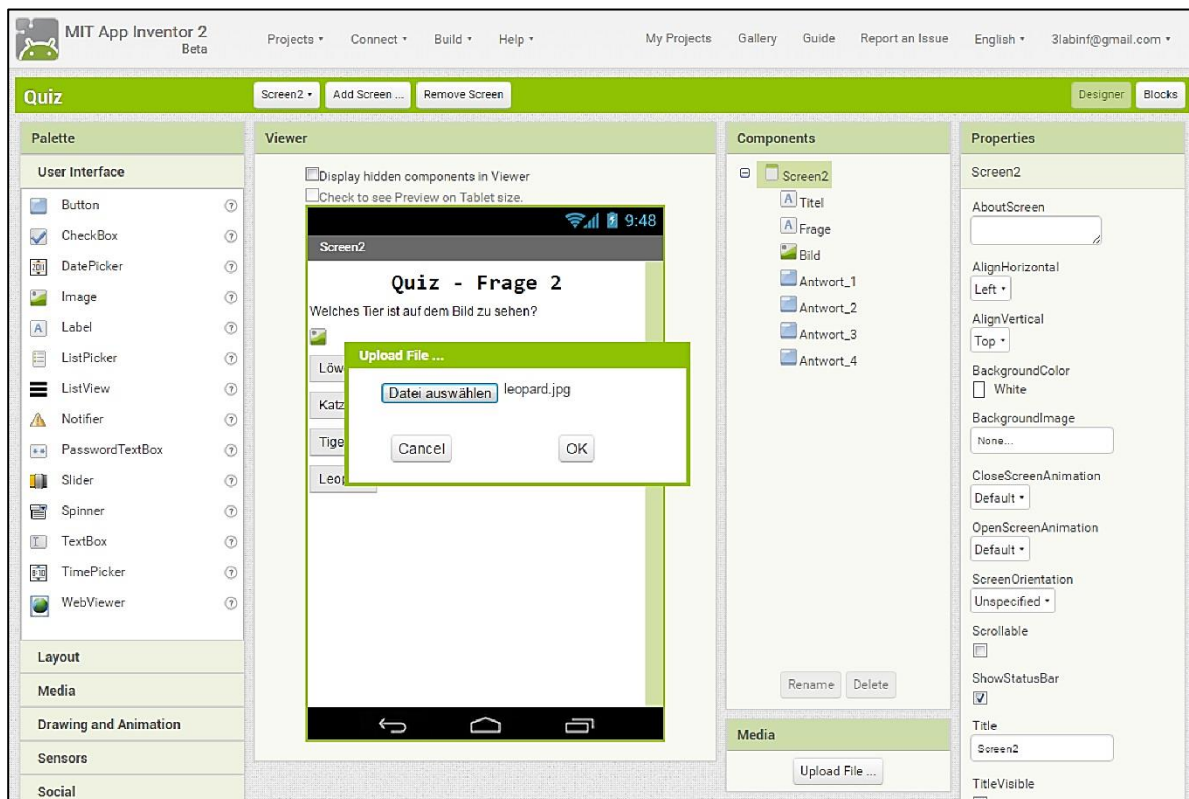 MIT App Inventor 2
Beta
Projects Connect Build Help My Projects Gallery Guide Report an Issue English 3labinf@gmail.com
Quiz
Screen2 Add Screen ... Remove Screen Designer Blocks
Palette
User Interface
Button
CheckBox
DatePicker
Image
Label
ListPicker
ListView
Notifier
PasswordTextBox
Slider
Spinner
TextBox
TimePicker
WebViewer
Layout
Media
Drawing and Animation
Sensors
Social
Viewer
Display hidden components in Viewer
Check to see Preview on Tablet size.
9:48
Screen2
Quiz - Frage 2
Welches Tier ist auf dem Bild zu sehen?
Löw
Katz
Tige
Leop
Upload File ...
Datei auswählen leopard.jpg
Cancel OK
Components
Screen2
Titel
Frage
Bild
Antwort_1
Antwort_2
Antwort_3
Antwort_4
Rename Delete
Media
Upload File ...
Properties
Screen2
AboutScreen
AlignHorizontal
Left
AlignVertical
Top
BackgroundColor
White
BackgroundImage
None...
CloseScreenAnimation
Default
OpenScreenAnimation
Default
ScreenOrientation
Unspecified
Scrollable
ShowStatusBar
Title
Screen2
TitleVisible